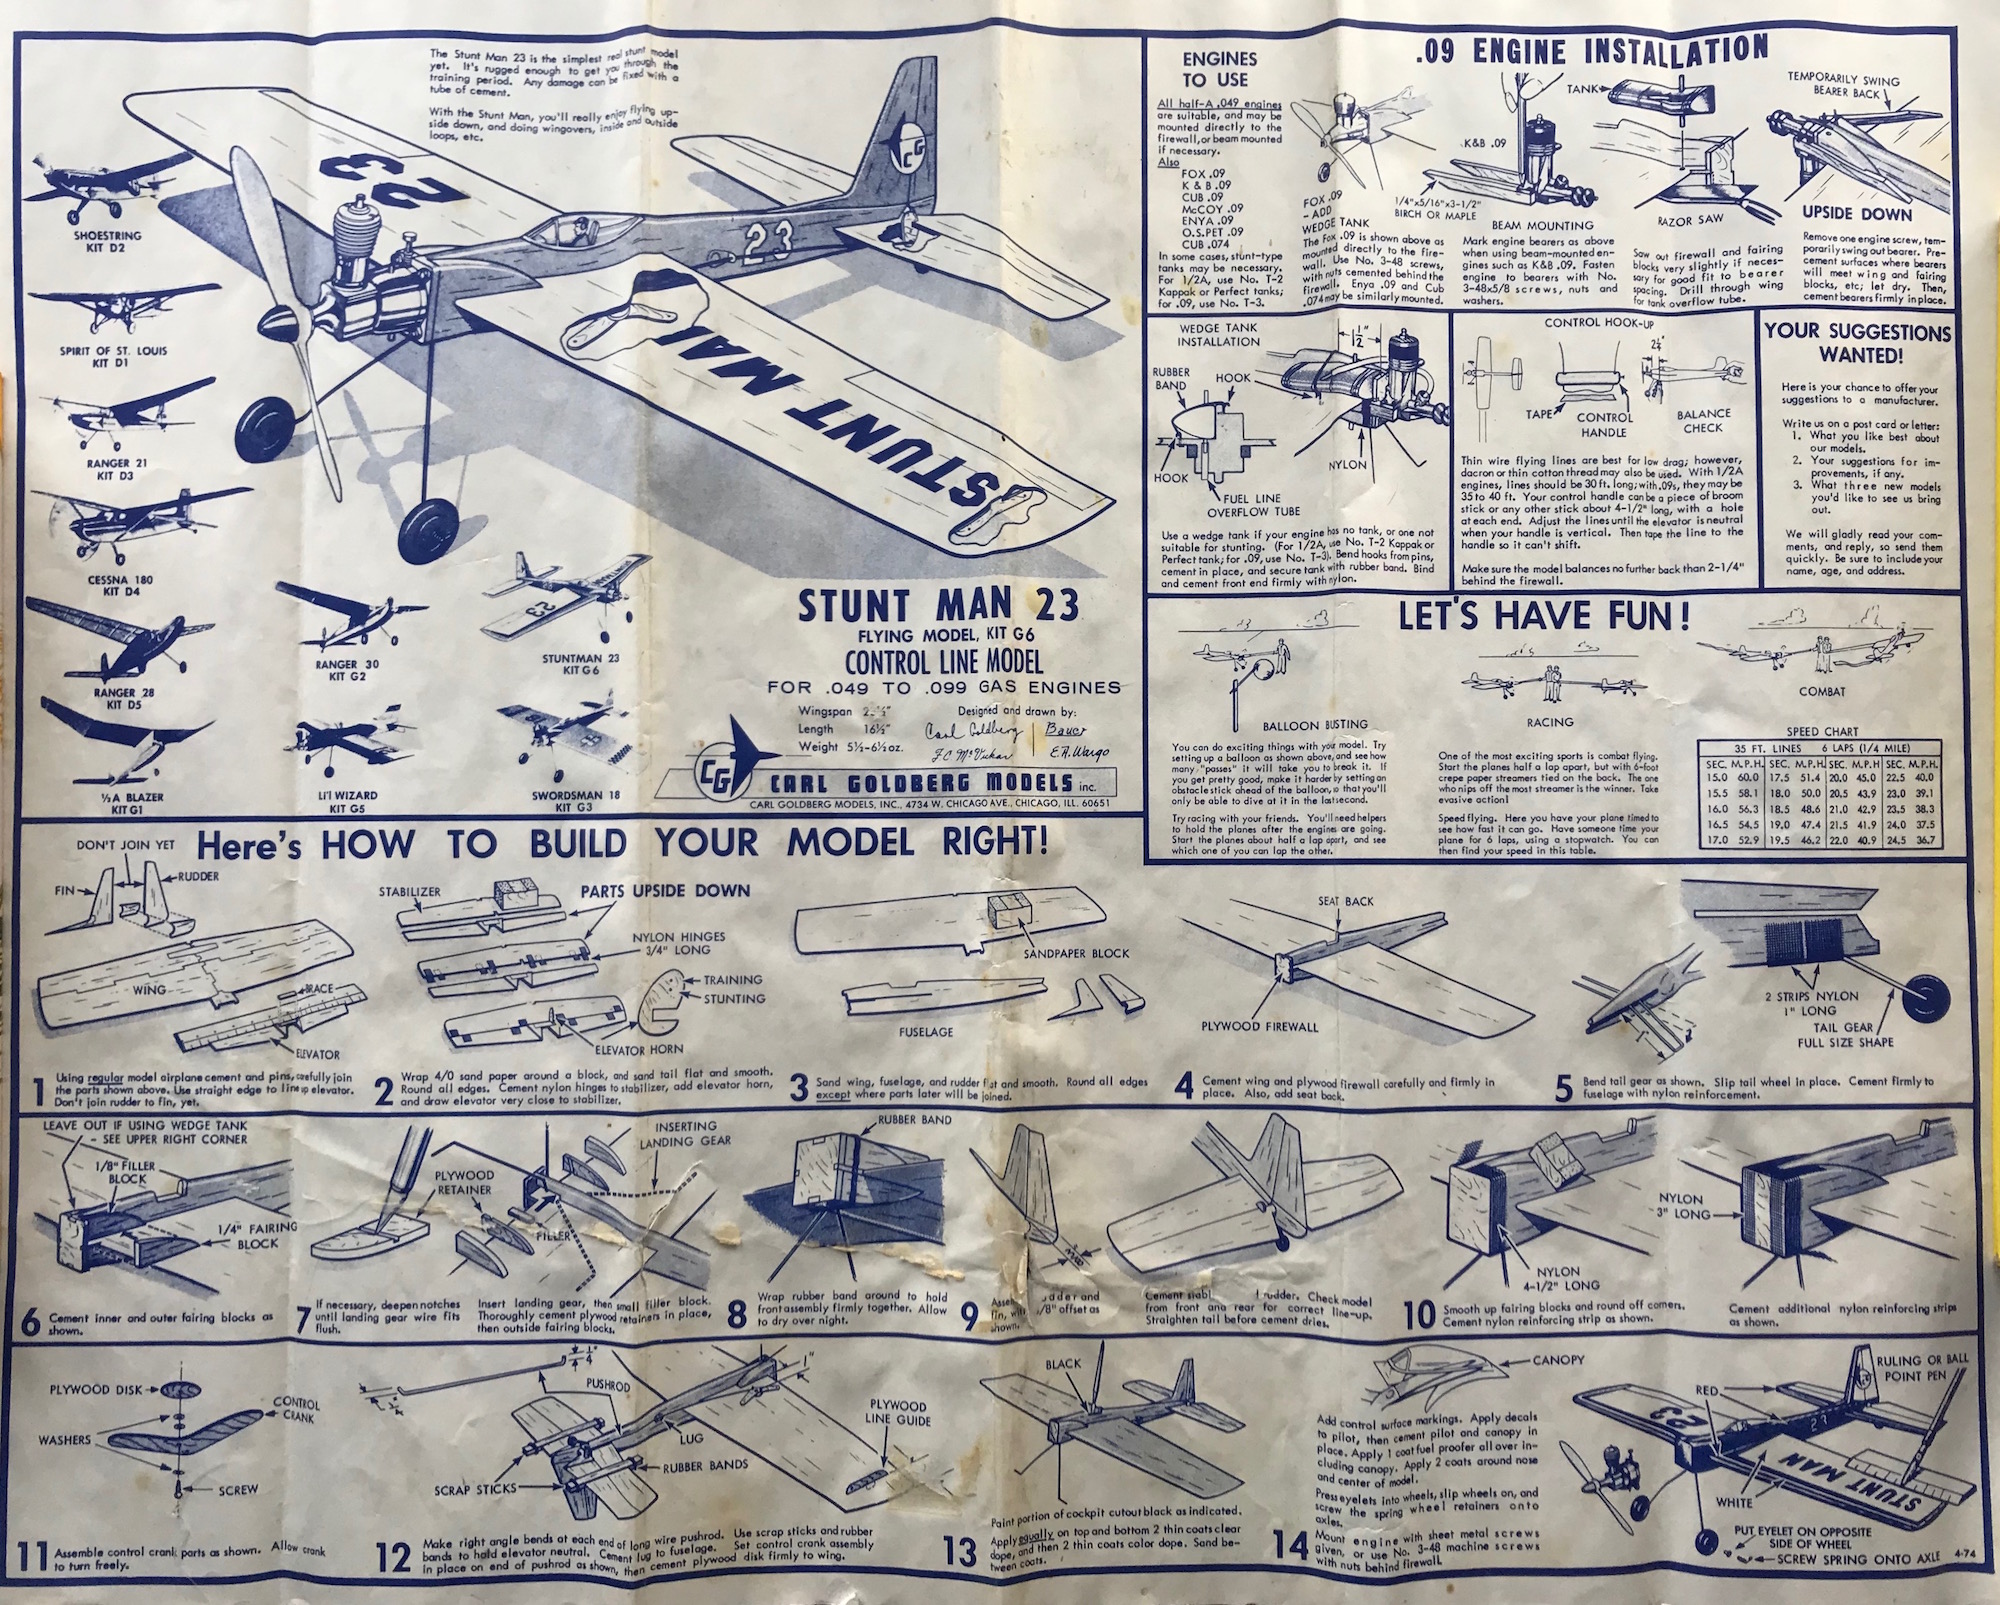 The Stunt Man 23 is the simplest real stunt model
yet. It's rugged enough to get you through the
training period. Any damage can be fixed with a
tube of cement.
With the Stunt Man, you'll really enjoy flying up-
side down, and doing wingovers, inside and outside
loops, etc.
23
CG
23
STUNT MAN
SHOESTRING
KIT D2
SPIRIT OF ST. LOUIS
KIT D1
RANGER 21
KIT D3
CESSNA 180
KIT D4
RANGER 28
KIT D5
½A BLAZER
KIT G1
RANGER 30
KIT G2
STUNTMAN 23
KIT G6
Li'l WIZARD
KIT G5
SWORDSMAN 18
KIT G3
STUNT MAN 23
FLYING MODEL, KIT G6
CONTROL LINE MODEL
FOR .049 TO .099 GAS ENGINES
Wingspan
Length 16½"
Weight 5½-6½oz.
Designed and drawn by:
Carl Goldberg Bauer
E.A. Wargo
CG CARL GOLDBERG MODELS inc.
CARL GOLDBERG MODELS, INC., 4734 W. CHICAGO AVE., CHICAGO, ILL. 60651
ENGINES
TO USE
All half-A .049 engines
are suitable, and may be
mounted directly to the
firewall,or beam mounted
if necessary.
Also
FOX .09
K & B .09
CUB .09
McCOY .09
ENYA .09
O.S.PET .09
CUB .074
In some cases, stunt-type
tanks may be necessary.
For 1/2A, use No. T-2
Kappak or Perfect tanks;
for .09, use No. T-3.
.09 ENGINE INSTALLATION
FOX .09
- ADD
WEDGE TANK
The Fox .09 is shown above as
mounted directly to the fire-
wall. Use No. 3-48 screws,
with nuts cemented behind the
firewall. Enya .09 and Cub
.074 may be similarly mounted.
K&B .09
1/4"x5/16"x3-1/2"
BIRCH OR MAPLE
BEAM MOUNTING
Mark engine bearers as above
when using beam-mounted en-
gines such as K&B .09. Fasten
engine to bearers with No.
3-48x5/8 screws, nuts and
washers.
TANK
RAZOR SAW
Saw out firewall and fairing
blocks very slightly if neces-
sary for good fit to bearer
spacing. Drill through wing
for tank overflow tube.
TEMPORARILY SWING
BEARER BACK
UPSIDE DOWN
Remove one engine screw, tem-
porarily swing out bearer. Pre-
cement surfaces where bearers
will meet wing and fairing
blocks, etc; let dry. Then,
cement bearers firmly in place.
WEDGE TANK
INSTALLATION
RUBBER
BAND
HOOK
1½"
HOOK
NYLON
FUEL LINE
OVERFLOW TUBE
Use a wedge tank if your engine has no tank, or one not
suitable for stunting. (For 1/2A, use No. T-2 Kappak or
Perfect tank; for .09, use No. T-3). Bend hooks from pins,
cement in place, and secure tank with rubber band. Bind
and cement front end firmly with nylon.
CONTROL HOOK-UP
2¼"
TAPE
CONTROL
HANDLE
BALANCE
CHECK
Thin wire flying lines are best for low drag; however,
dacron or thin cotton thread may also be used. With 1/2A
engines, lines should be 30 ft. long; with .09s, they may be
35 to 40 ft. Your control handle can be a piece of broom
stick or any other stick about 4-1/2" long, with a hole
at each end. Adjust the lines until the elevator is neutral
when your handle is vertical. Then tape the line to the
handle so it can't shift.
Make sure the model balances no further back than 2-1/4"
behind the firewall.
YOUR SUGGESTIONS
WANTED!
Here is your chance to offer your
suggestions to a manufacturer.
Write us on a post card or letter:
1. What you like best about
our models.
2. Your suggestions for im-
provements, if any.
3. What three new models
you'd like to see us bring
out.
We will gladly read your com-
ments, and reply, so send them
quickly. Be sure to include your
name, age, and address.
LET'S HAVE FUN!
BALLOON BUSTING
You can do exciting things with your model. Try
setting up a balloon as shown above, and see how
many "passes" it will take you to break it. If
you get pretty good, make it harder by setting an
obstacle stick ahead of the balloon, so that you'll
only be able to dive at it in the last second.
Try racing with your friends. You'll need helpers
to hold the planes after the engines are going.
Start the planes about half a lap apart, and see
which one of you can lap the other.
RACING
One of the most exciting sports is combat flying.
Start the planes half a lap apart, but with 6-foot
crepe paper streamers tied on the back. The one
who nips off the most streamer is the winner. Take
evasive action!
Speed flying. Here you have your plane timed to
see how fast it can go. Have someone time your
plane for 6 laps, using a stopwatch. You can
then find your speed in this table.
COMBAT
SPEED CHART
35 FT. LINES 6 LAPS (1/4 MILE)
SEC. M.P.H. SEC. M.P.H. SEC. M.P.H. SEC. M.P.H.
15.0 60.0 17.5 51.4 20.0 45.0 22.5 40.0
15.5 58.1 18.0 50.0 20.5 43.9 23.0 39.1
16.0 56.3 18.5 48.6 21.0 42.9 23.5 38.3
16.5 54.5 19.0 47.4 21.5 41.9 24.0 37.5
17.0 52.9 19.5 46.2 22.0 40.9 24.5 36.7
Here's HOW TO BUILD YOUR MODEL RIGHT!
DON'T JOIN YET
FIN
RUDDER
WING
BRACE
ELEVATOR
1 Using regular model airplane cement and pins, carefully join
the parts shown above. Use straight edge to line up elevator.
Don't join rudder to fin, yet.
STABILIZER
PARTS UPSIDE DOWN
NYLON HINGES
3/4" LONG
TRAINING
STUNTING
ELEVATOR HORN
2 Wrap 4/0 sand paper around a block, and sand tail flat and smooth.
Round all edges. Cement nylon hinges to stabilizer, add elevator horn,
and draw elevator very close to stabilizer.
SANDPAPER BLOCK
FUSELAGE
3 Sand wing, fuselage, and rudder flat and smooth. Round all edges
except where parts later will be joined.
SEAT BACK
PLYWOOD FIREWALL
4 Cement wing and plywood firewall carefully and firmly in
place. Also, add seat back.
2 STRIPS NYLON
1" LONG
TAIL GEAR
FULL SIZE SHAPE
5 Bend tail gear as shown. Slip tail wheel in place. Cement firmly to
fuselage with nylon reinforcement.
LEAVE OUT IF USING WEDGE TANK
- SEE UPPER RIGHT CORNER
1/8" FILLER
BLOCK
1/4" FAIRING
BLOCK
6 Cement inner and outer fairing blocks as
shown.
PLYWOOD
RETAINER
FILLER
INSERTING
LANDING GEAR
7 If necessary, deepen notches
until landing gear wire fits
flush.
Insert landing gear, then small filler block.
Thoroughly cement plywood retainers in place,
then outside fairing blocks.
RUBBER BAND
8 Wrap rubber band around to hold
front assembly firmly together. Allow
to dry over night.
9 rudder and
fin, with 1/8" offset as
shown.
Cement rudder. Check model
from front and rear for correct line-up.
Straighten tail before cement dries.
NYLON
4-1/2" LONG
10 Smooth up fairing blocks and round off corners.
Cement nylon reinforcing strip as shown.
NYLON
3" LONG
Cement additional nylon reinforcing strips
as shown.
PLYWOOD DISK
CONTROL
CRANK
WASHERS
SCREW
11 Assemble control crank parts as shown. Allow crank
to turn freely.
1/4"
1/4"
PUSHROD
1"
LUG
RUBBER BANDS
SCRAP STICKS
PLYWOOD
LINE GUIDE
12 Make right angle bends at each end of long wire pushrod. Use scrap sticks and rubber
bands to hold elevator neutral. Cement lug to fuselage. Set control crank assembly
in place on end of pushrod as shown, then cement plywood disk firmly to wing.
BLACK
Paint portion of cockpit cutout black as indicated.
13 Apply equally on top and bottom 2 thin coats clear
dope, and then 2 thin coats color dope. Sand be-
tween coats.
CANOPY
Add control surface markings. Apply decals
to pilot, then cement pilot and canopy in
place. Apply 1 coat fuel proofer all over in-
cluding canopy. Apply 2 coats around nose
and center of model.
Press eyelets into wheels, slip wheels on, and
screw the spring wheel retainers onto
axles.
14 Mount engine with sheet metal screws
given, or use No. 3-48 machine screws
with nuts behind firewall
RULING OR BALL
POINT PEN
RED
23
23
STUNT MAN
WHITE
PUT EYELET ON OPPOSITE
SIDE OF WHEEL
SCREW SPRING ONTO AXLE
4-74